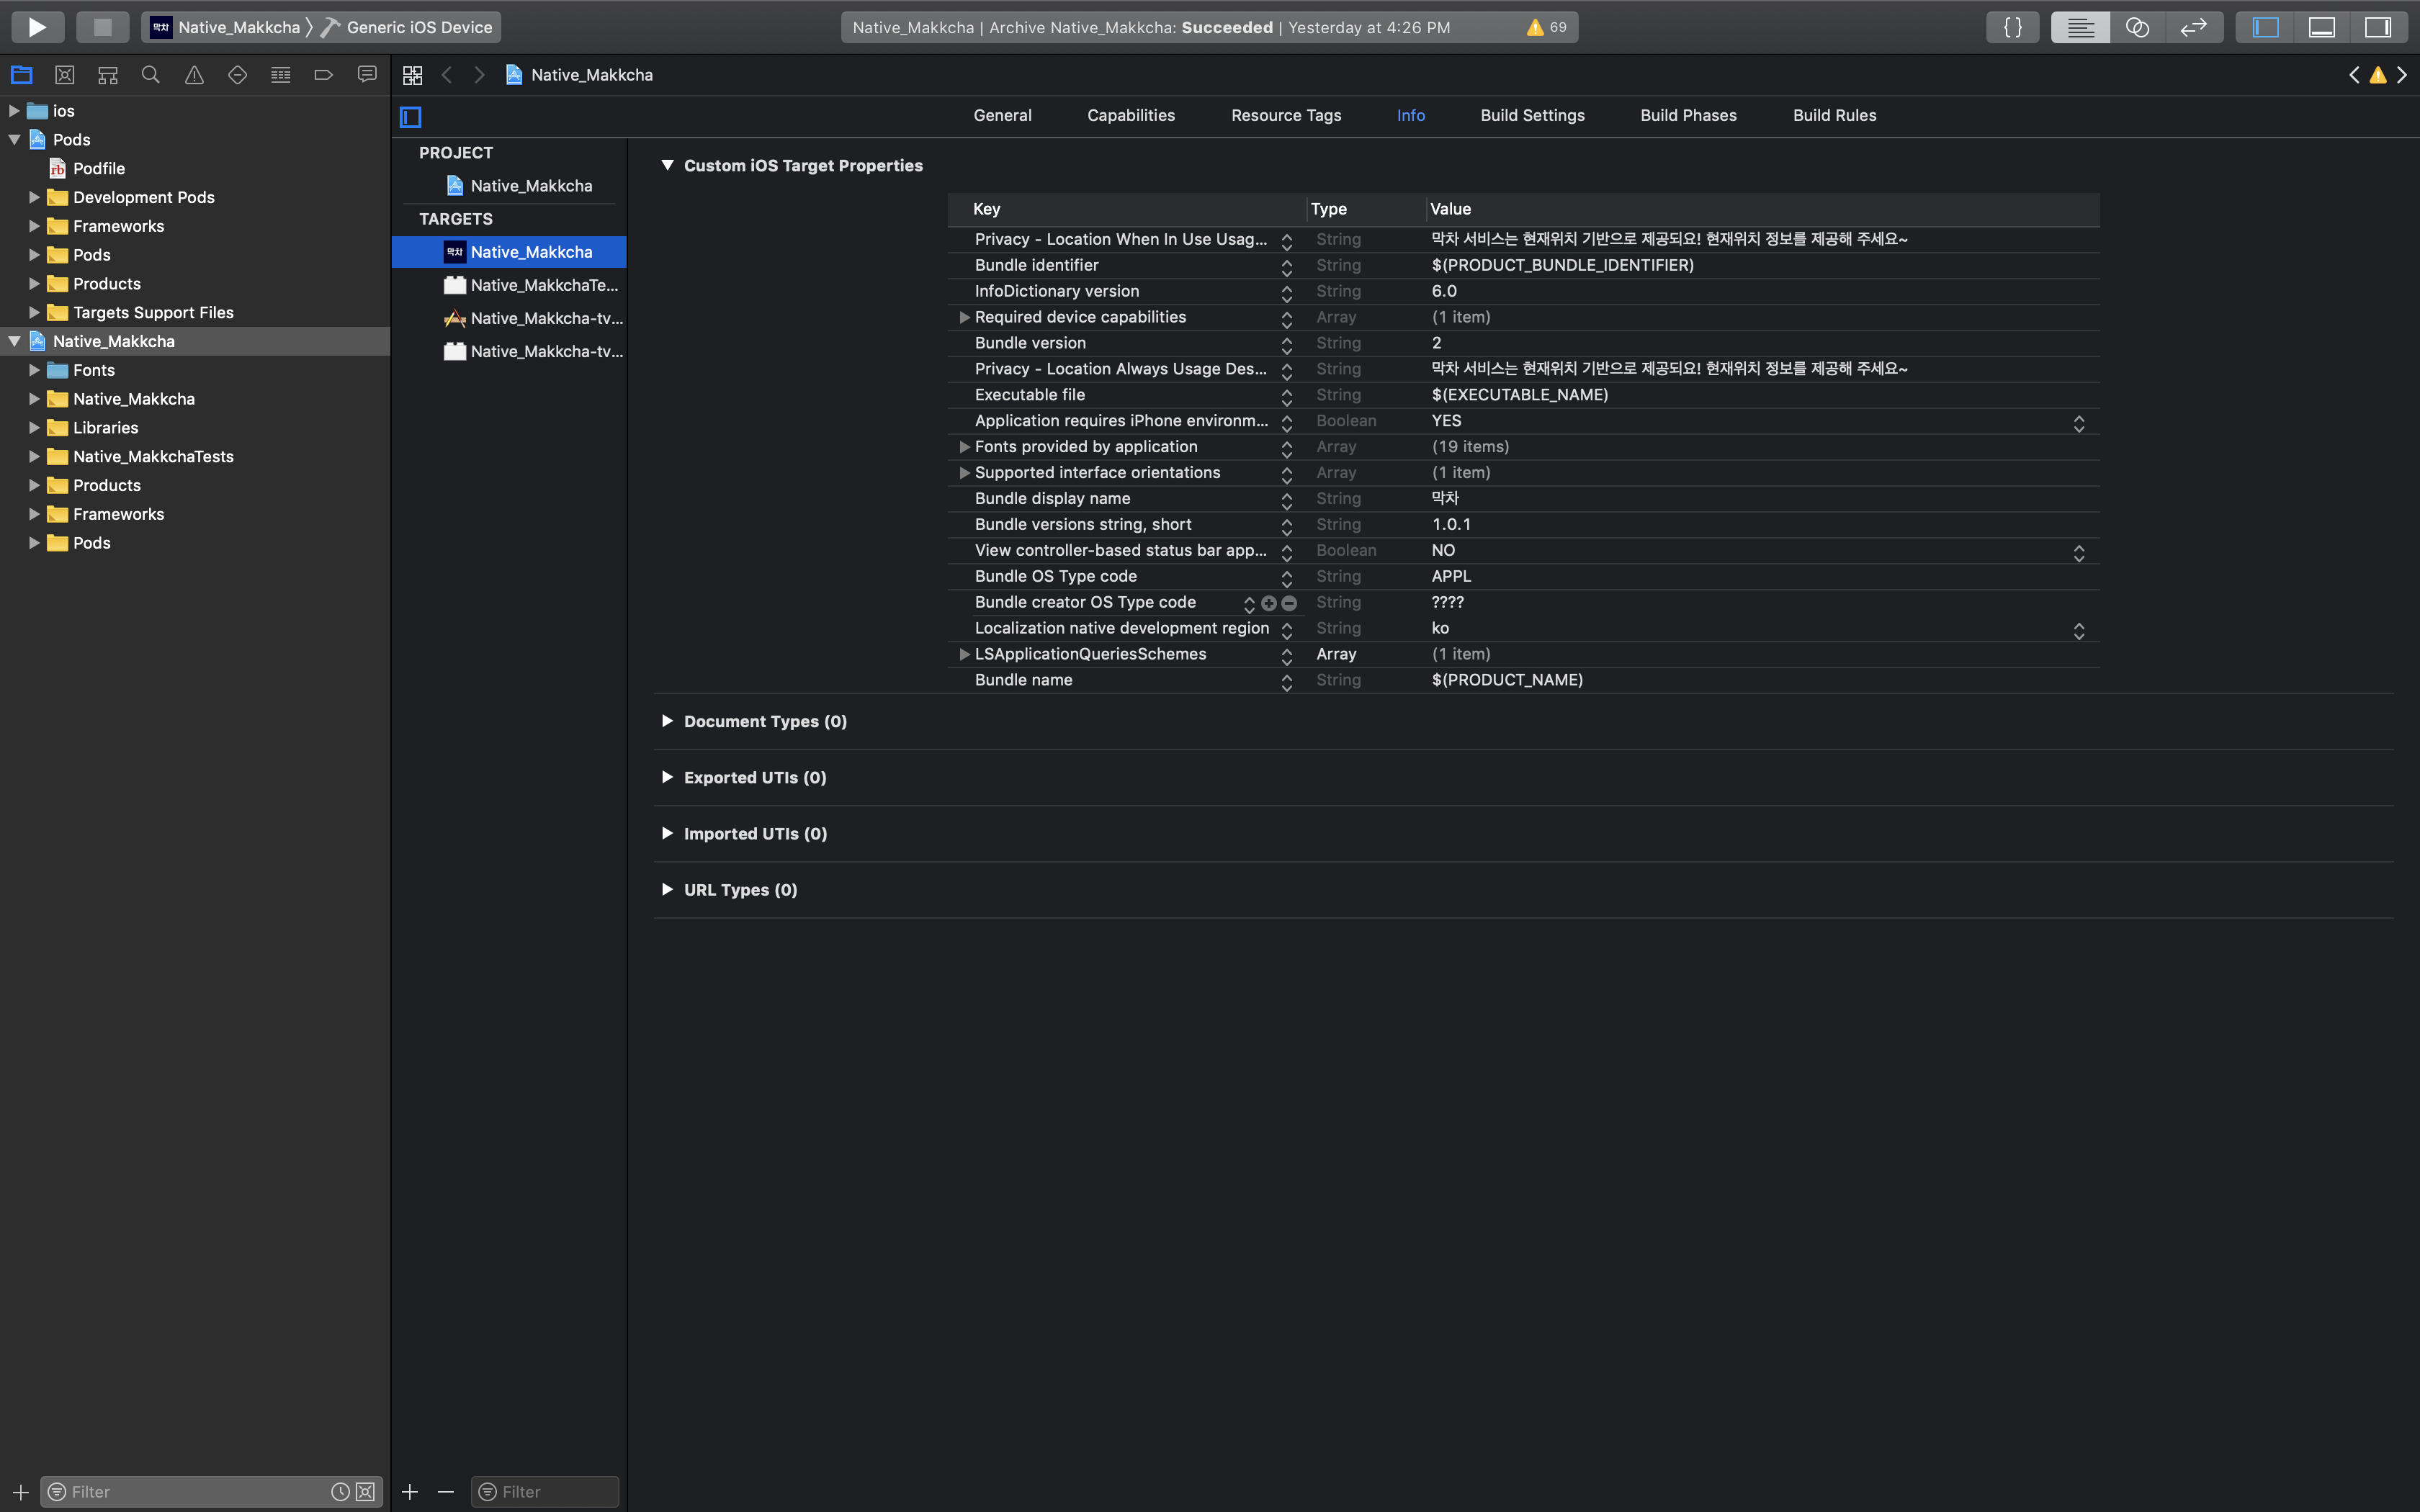 막차 Native_Makkcha Generic iOS Device
Native_Makkcha | Archive Native_Makkcha: Succeeded | Yesterday at 4:26 PM 69
{}
Native_Makkcha
ios
Pods
rb Podfile
Development Pods
Frameworks
Pods
Products
Targets Support Files
Native_Makkcha
Fonts
Native_Makkcha
Libraries
Native_MakkchaTests
Products
Frameworks
Pods
Filter
General Capabilities Resource Tags Info Build Settings Build Phases Build Rules
PROJECT
Native_Makkcha
TARGETS
막차 Native_Makkcha
Native_MakkchaTe...
Native_Makkcha-tv...
Native_Makkcha-tv...
Filter
Custom iOS Target Properties
Key Type Value
Privacy - Location When In Use Usag... String 막차 서비스는 현재위치 기반으로 제공되요! 현재위치 정보를 제공해 주세요~
Bundle identifier String $(PRODUCT_BUNDLE_IDENTIFIER)
InfoDictionary version String 6.0
Required device capabilities Array (1 item)
Bundle version String 2
Privacy - Location Always Usage Des... String 막차 서비스는 현재위치 기반으로 제공되요! 현재위치 정보를 제공해 주세요~
Executable file String $(EXECUTABLE_NAME)
Application requires iPhone environm... Boolean YES
Fonts provided by application Array (19 items)
Supported interface orientations Array (1 item)
Bundle display name String 막차
Bundle versions string, short String 1.0.1
View controller-based status bar app... Boolean NO
Bundle OS Type code String APPL
Bundle creator OS Type code String ????
Localization native development region String ko
LSApplicationQueriesSchemes Array (1 item)
Bundle name String $(PRODUCT_NAME)
Document Types (0)
Exported UTIs (0)
Imported UTIs (0)
URL Types (0)